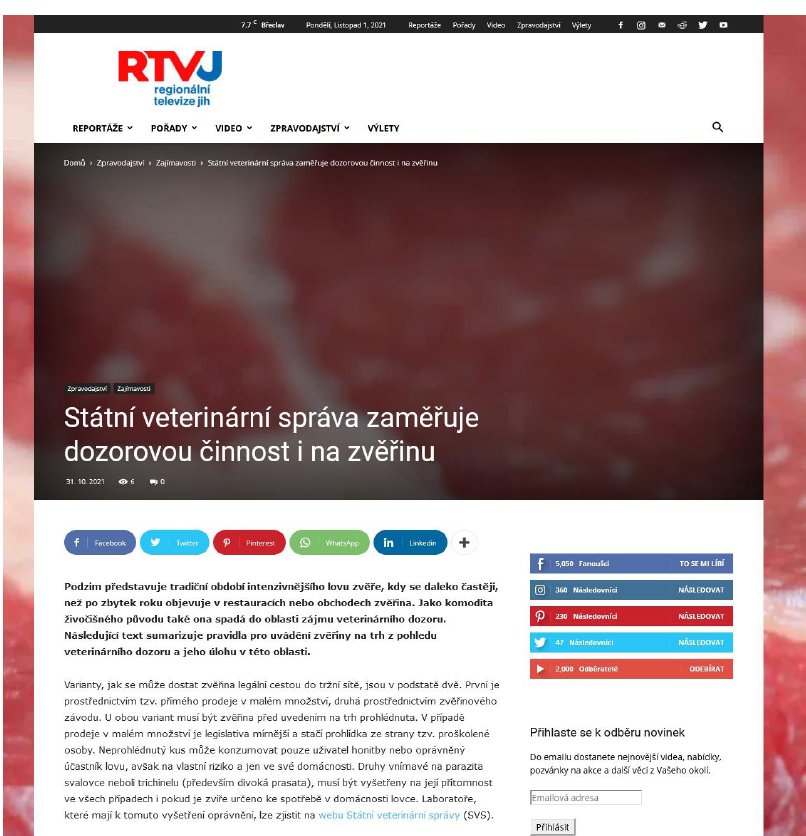 7.7 C Břeclav Pondělí, Listopad 1, 2021 Reportáže Pořady Video Zpravodajství Výlety
RTVJ
regionální
televize jih
REPORTÁŽE POŘADY VIDEO ZPRAVODAJSTVÍ VÝLETY
Domů › Zpravodajství › Zajímavosti › Státní veterinární správa zaměřuje dozorovou činnost i na zvěřinu
Zpravodajství Zajímavosti
Státní veterinární správa zaměřuje
dozorovou činnost i na zvěřinu
31. 10. 2021 6 0
Facebook Twitter Pinterest WhatsApp Linkedin
Podzim představuje tradiční období intenzivnějšího lovu zvěře, kdy se daleko častěji,
než po zbytek roku objevuje v restauracích nebo obchodech zvěřina. Jako komodita
živočišného původu také ona spadá do oblasti zájmu veterinárního dozoru.
Následující text sumarizuje pravidla pro uvádění zvěřiny na trh z pohledu
veterinárního dozoru a jeho úlohu v této oblasti.
Varianty, jak se může dostat zvěřina legální cestou do tržní sítě, jsou v podstatě dvě. První je
prostřednictvím tzv. přímého prodeje v malém množství, druhá prostřednictvím zvěřinového
závodu. U obou variant musí být zvěřina před uvedením na trh prohlédnuta. V případě
prodeje v malém množství je legislativa mírnější a stačí prohlídka ze strany tzv. proškolené
osoby. Neprohlédnutý kus může konzumovat pouze uživatel honitby nebo oprávněný
účastník lovu, avšak na vlastní riziko a jen ve své domácnosti. Druhy vnímavé na parazita
svalovce neboli trichinelu (především divoká prasata), musí být vyšetřeny na její přítomnost
ve všech případech i pokud je zvíře určeno ke spotřebě v domácnosti lovce. Laboratoře,
které mají k tomuto vyšetření oprávnění, lze zjistit na webu Státní veterinární správy (SVS).
5,050 Fanoušci TO SE MI LÍBÍ
360 Následovníci NÁSLEDOVAT
230 Následovníci NÁSLEDOVAT
47 Následovníci NÁSLEDOVAT
2,000 Odběratelé ODEBÍRAT
Přihlaste se k odběru novinek
Do emailu dostanete nejnovější videa, nabídky,
pozvánky na akce a další věci z Vašeho okolí.
Emailová adresa
Přihlásit